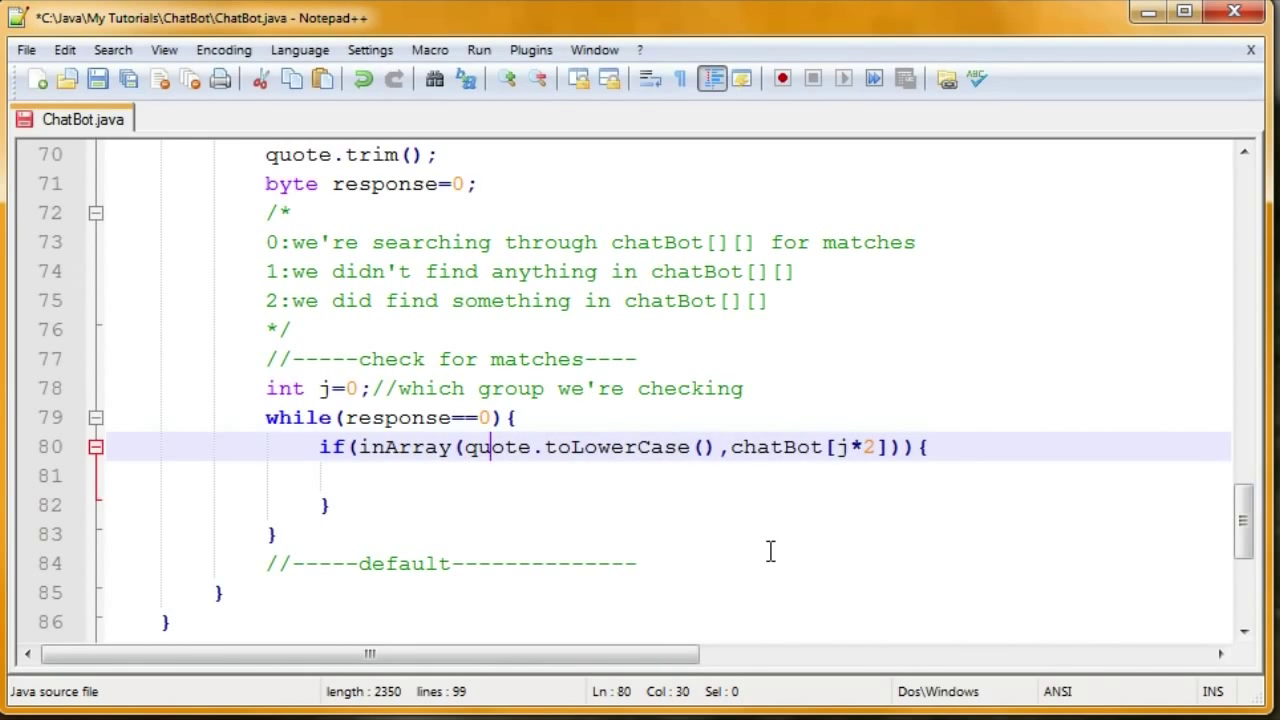 *C:\Java\My Tutorials\ChatBot\ChatBot.java - Notepad++
File Edit Search View Encoding Language Settings Macro Run Plugins Window ? X
ABC
ChatBot.java
70 quote.trim();
71 byte response=0;
72 /*
73 0:we're searching through chatBot[][] for matches
74 1:we didn't find anything in chatBot[][]
75 2:we did find something in chatBot[][]
76 */
77 //-----check for matches----
78 int j=0;//which group we're checking
79 while(response==0){
80 if(inArray(quote.toLowerCase(),chatBot[j*2])){
81
82 }
83 }
84 //-----default--------------
85 }
86 }
Java source file length : 2350 lines : 99 Ln : 80 Col : 30 Sel : 0 Dos\Windows ANSI INS